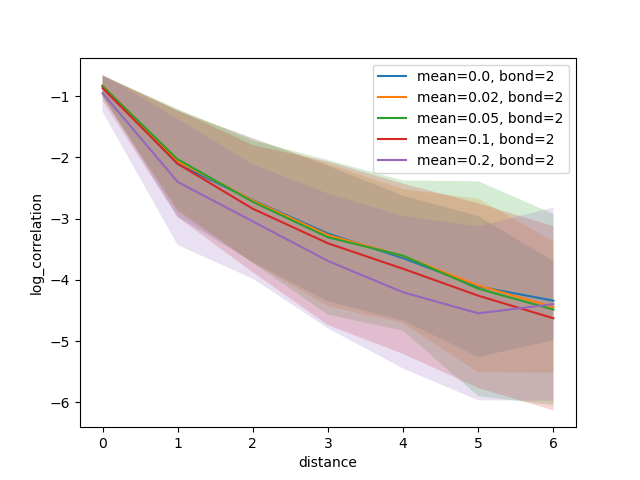 mean=0.0, bond=2
mean=0.02, bond=2
mean=0.05, bond=2
mean=0.1, bond=2
mean=0.2, bond=2
−1
−2
−3
−4
−5
−6
log_correlation
0 1 2 3 4 5 6
distance